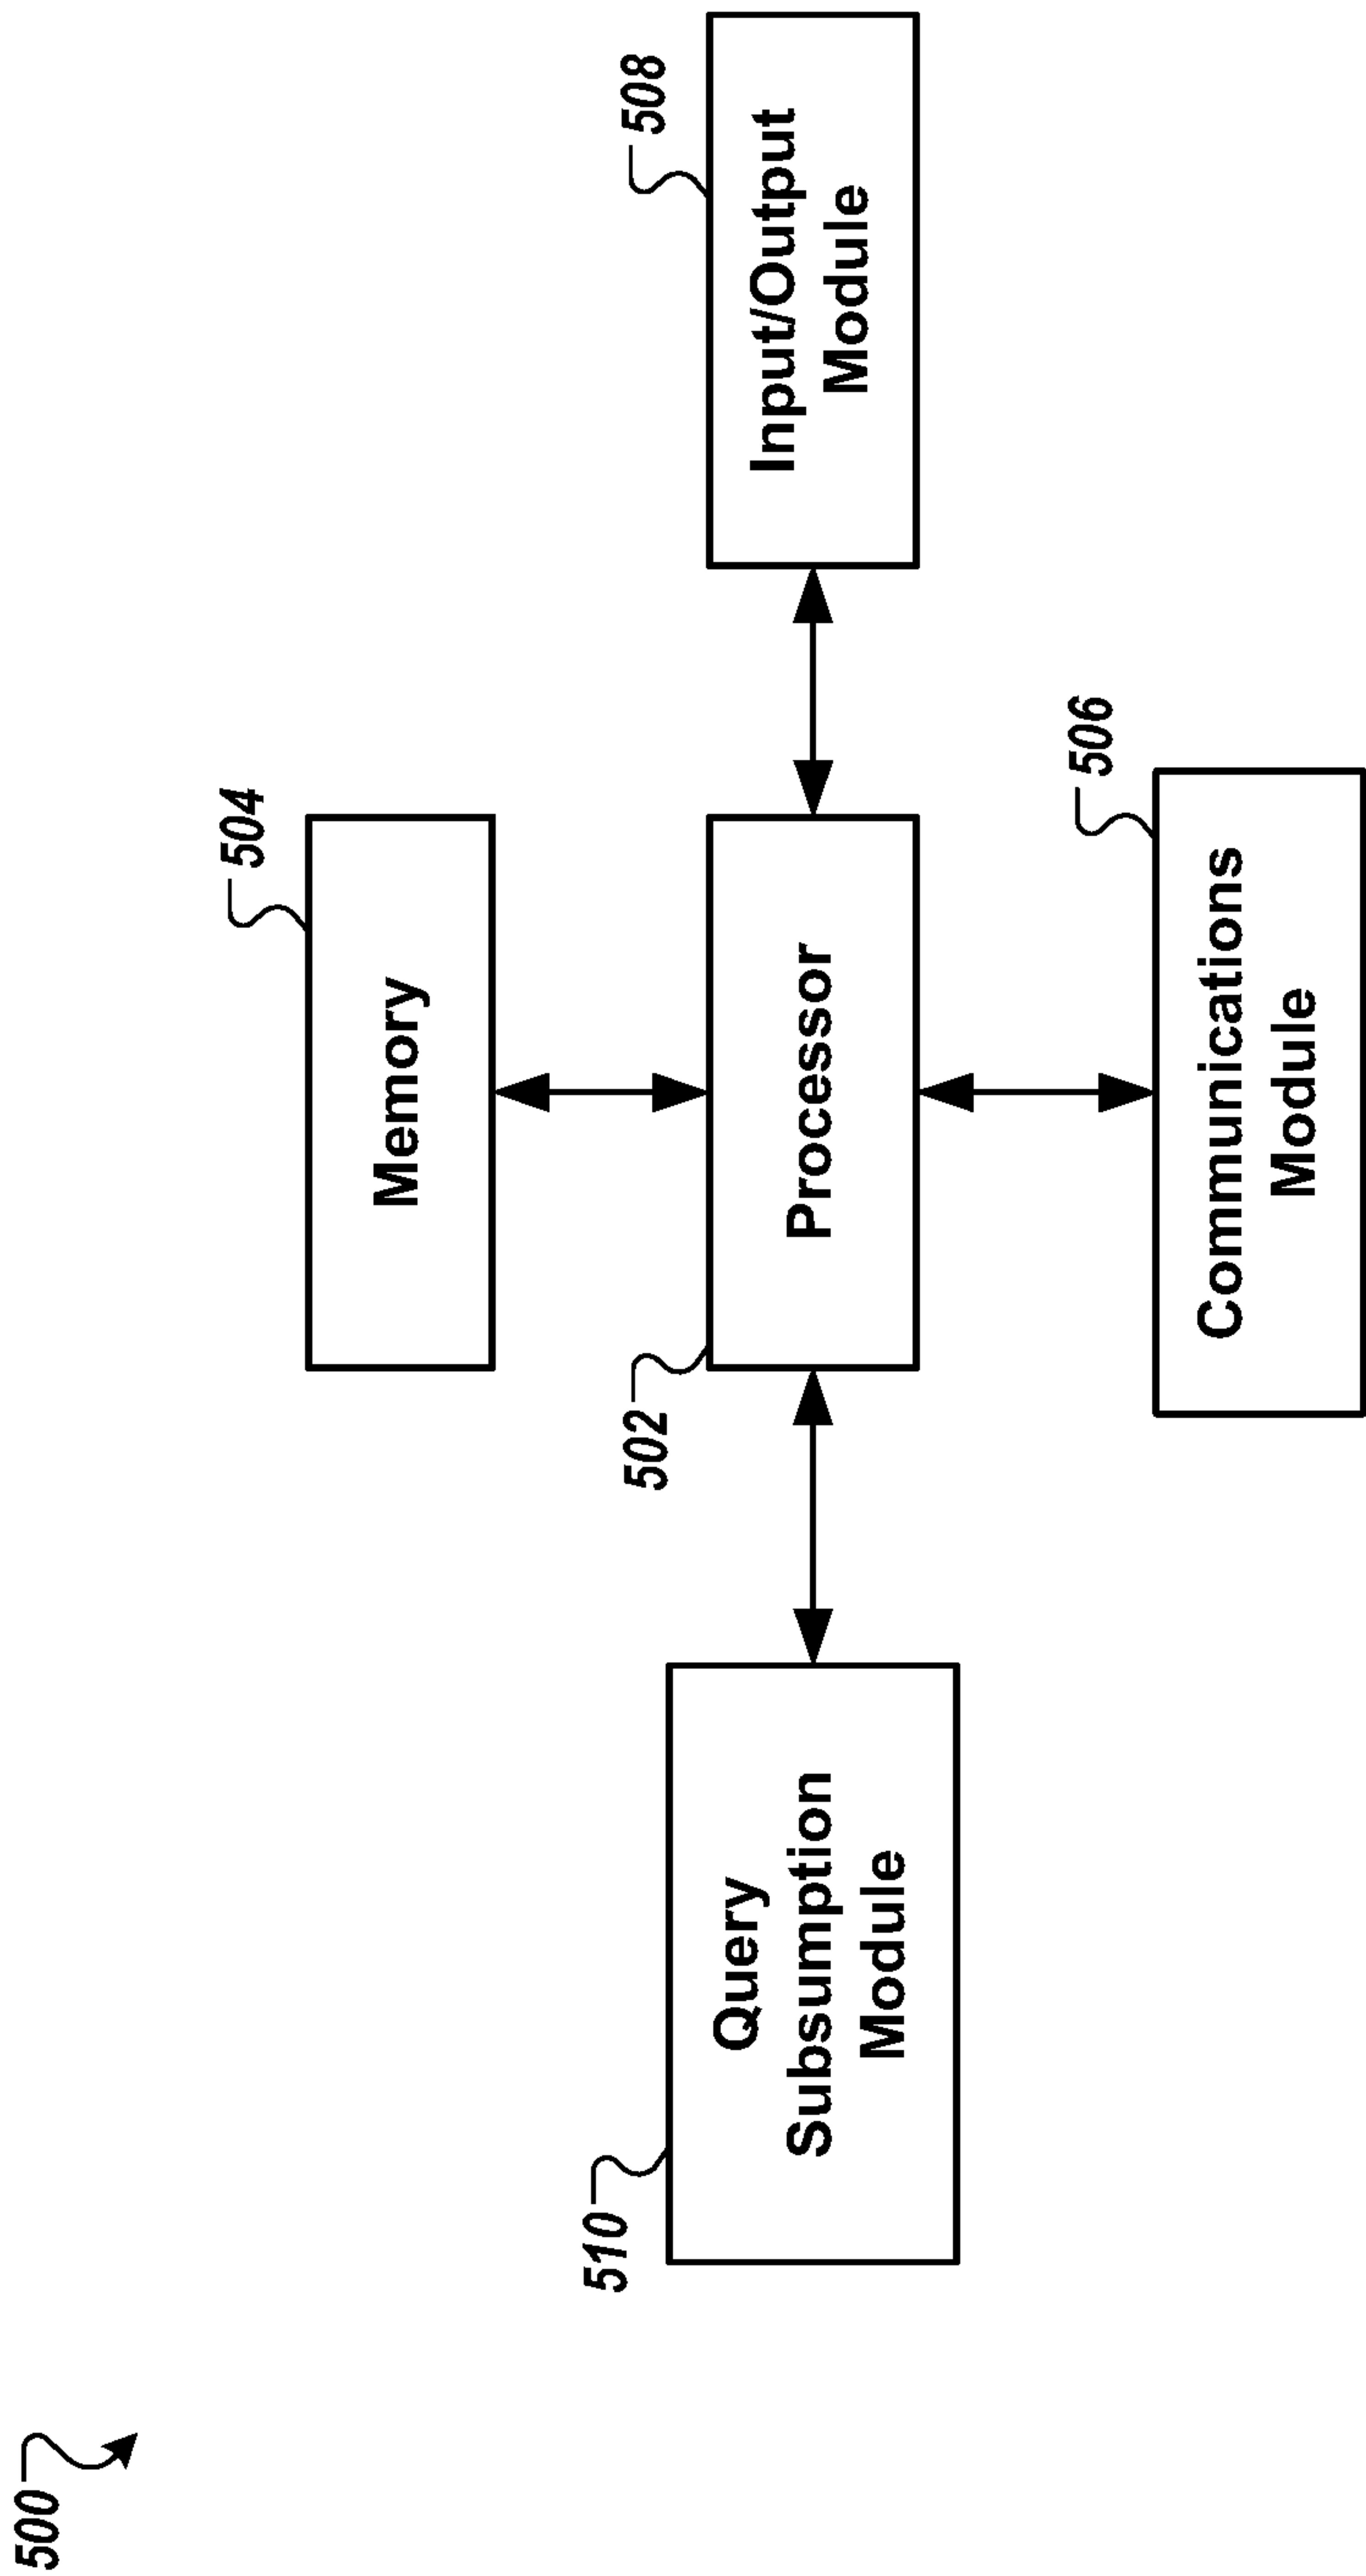 500
504
Memory
508
510
Query
Subsumption
Module
502
Processor
Input/Output
Module
506
Communications
Module